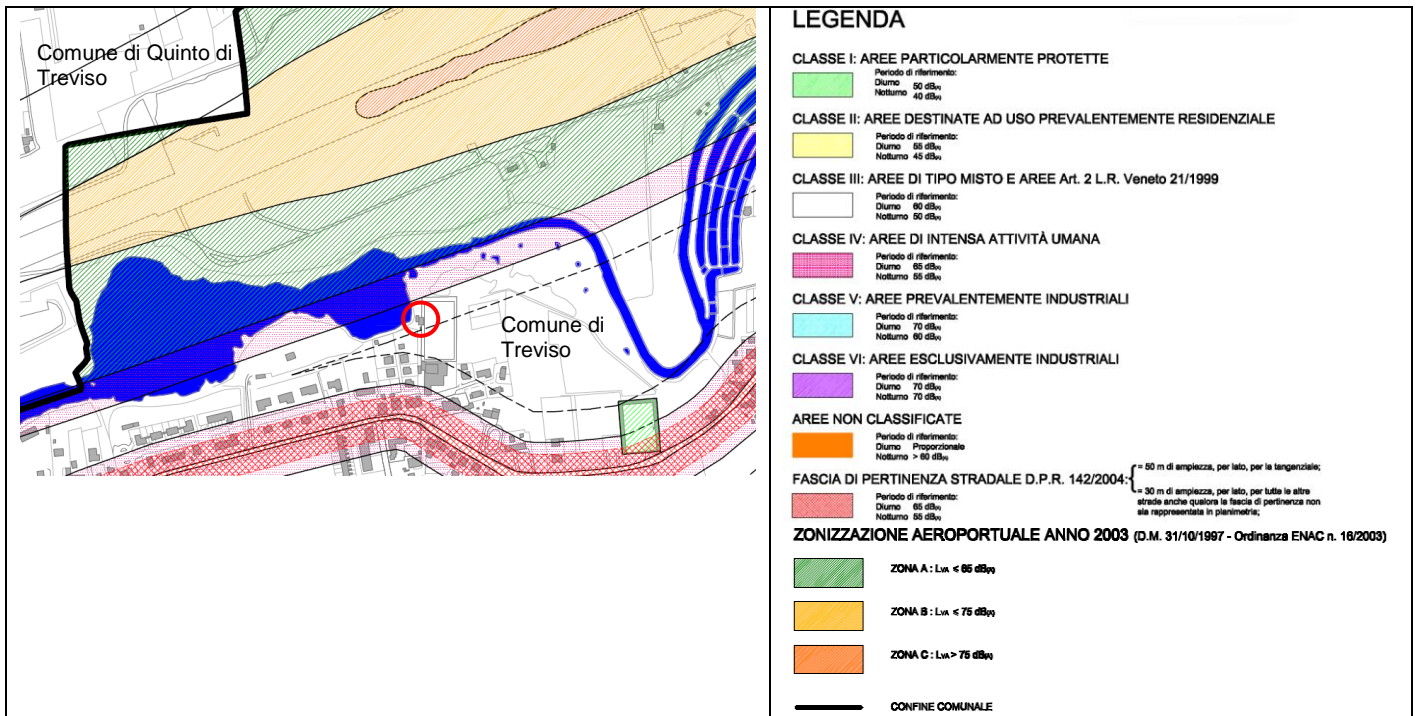 Comune di Quinto di
Treviso
Comune di
Treviso
LEGENDA
CLASSE I: AREE PARTICOLARMENTE PROTETTE
Periodo di riferimento:
Diurno 50 dB(A)
Notturno 40 dB(A)
CLASSE II: AREE DESTINATE AD USO PREVALENTEMENTE RESIDENZIALE
Periodo di riferimento:
Diurno 55 dB(A)
Notturno 45 dB(A)
CLASSE III: AREE DI TIPO MISTO E AREE Art. 2 L.R. Veneto 21/1999
Periodo di riferimento:
Diurno 60 dB(A)
Notturno 50 dB(A)
CLASSE IV: AREE DI INTENSA ATTIVITÀ UMANA
Periodo di riferimento:
Diurno 65 dB(A)
Notturno 55 dB(A)
CLASSE V: AREE PREVALENTEMENTE INDUSTRIALI
Periodo di riferimento:
Diurno 70 dB(A)
Notturno 60 dB(A)
CLASSE VI: AREE ESCLUSIVAMENTE INDUSTRIALI
Periodo di riferimento:
Diurno 70 dB(A)
Notturno 70 dB(A)
AREE NON CLASSIFICATE
Periodo di riferimento:
Diurno Proporzionale
Notturno > 60 dB(A)
FASCIA DI PERTINENZA STRADALE D.P.R. 142/2004:
= 50 m di ampiezza, per lato, per la tangenziale;
= 30 m di ampiezza, per lato, per tutte le altre
strade anche qualora la fascia di pertinenza non
sia rappresentata in planimetria;
Periodo di riferimento:
Diurno 65 dB(A)
Notturno 55 dB(A)
ZONIZZAZIONE AEROPORTUALE ANNO 2003 (D.M. 31/10/1997 - Ordinanza ENAC n. 16/2003)
ZONA A : LVA ≤ 65 dB(A)
ZONA B : LVA ≤ 75 dB(A)
ZONA C : LVA > 75 dB(A)
CONFINE COMUNALE